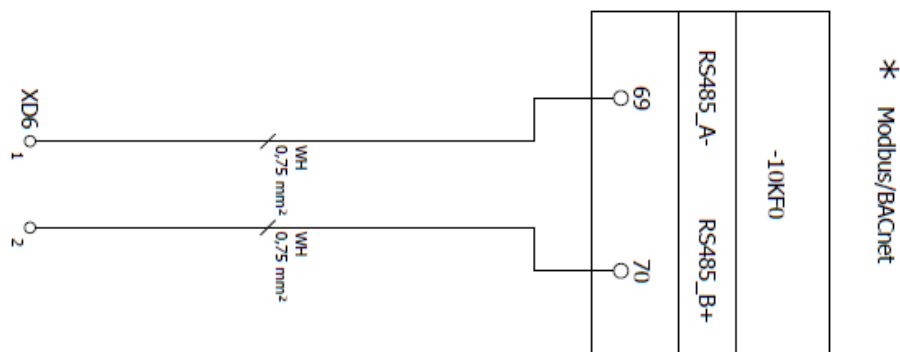 * Modbus/BACnet
-10KF0
RS485_A-
RS485_B+
69
70
WH
0,75 mm²
WH
0,75 mm²
XD6
1
2